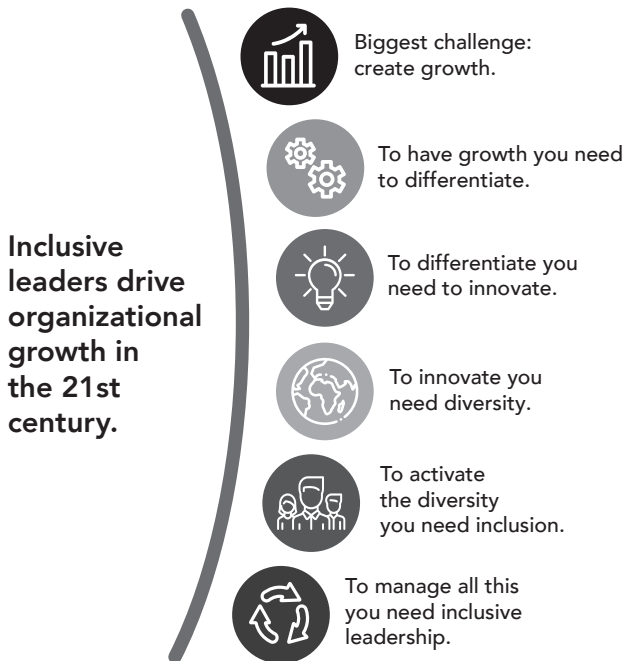 Inclusive
leaders drive
organizational
growth in
the 21st
century.
Biggest challenge:
create growth.
To have growth you need
to differentiate.
To differentiate you
need to innovate.
To innovate you
need diversity.
To activate
the diversity
you need inclusion.
To manage all this
you need inclusive
leadership.